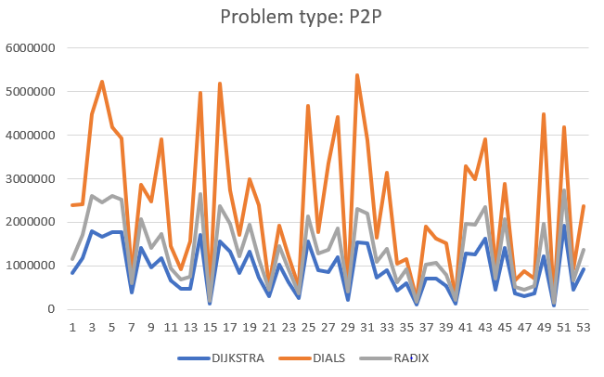 Problem type: P2P
6000000
5000000
4000000
3000000
2000000
1000000
0
1 3 5 7 9 11 13 15 17 19 21 23 25 27 29 31 33 35 37 39 41 43 45 47 49 51 53
DIJKSTRA DIALS RADIX